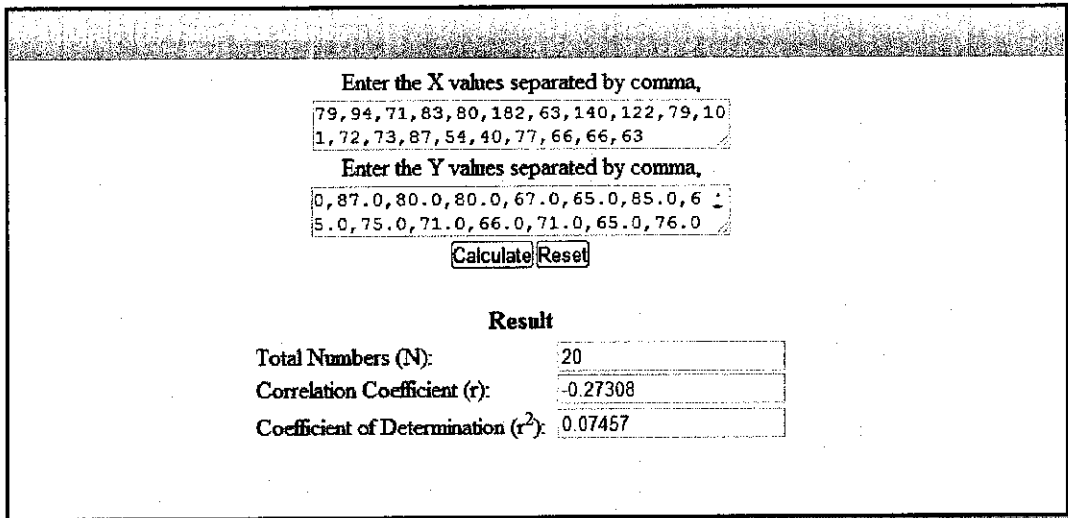 Enter the X values separated by comma,
79,94,71,83,80,182,63,140,122,79,10
1,72,73,87,54,40,77,66,66,63
Enter the Y values separated by comma,
0,87.0,80.0,80.0,67.0,65.0,85.0,6
5.0,75.0,71.0,66.0,71.0,65.0,76.0
Calculate Reset
Result
Total Numbers (N): 20
Correlation Coefficient (r): -0.27308
Coefficient of Determination (r²): 0.07457